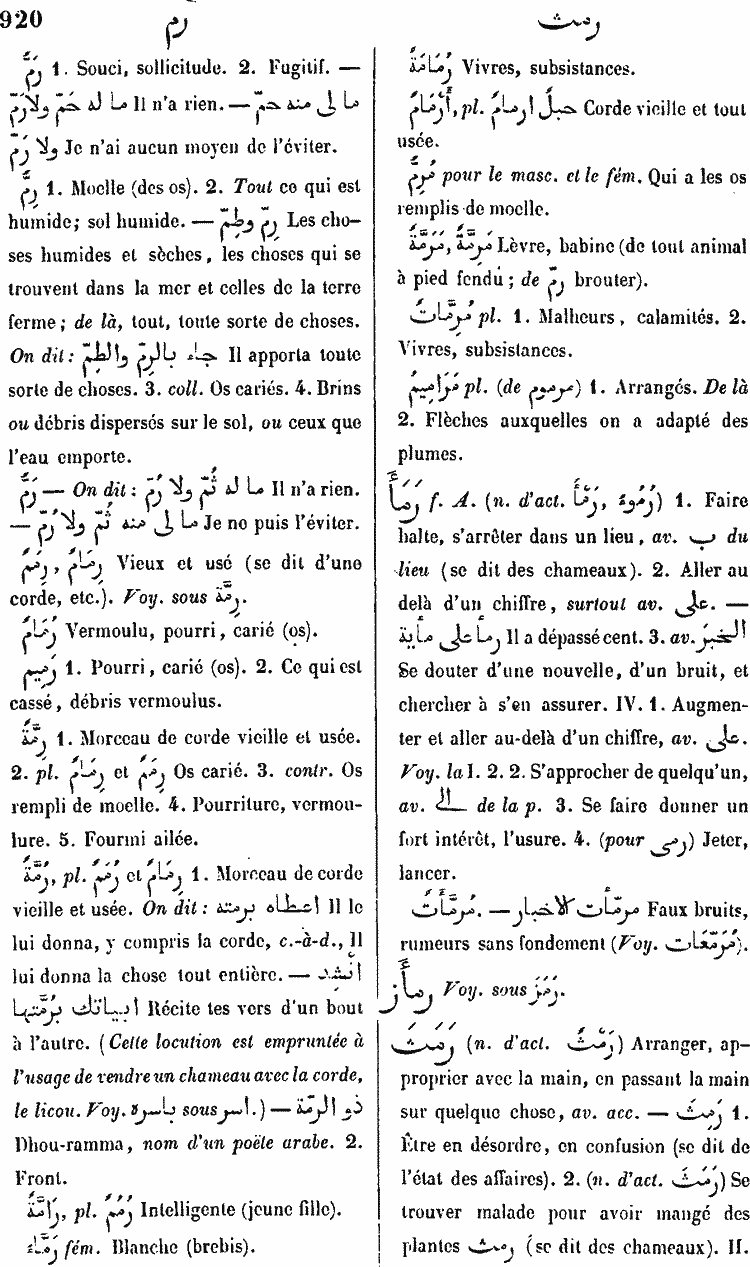 920 رم رمث
رَمٌّ 1. Souci, sollicitude. 2. Fugitif. —
ما له حَمّ ولا رَمّ Il n'a rien. — ما لى منه حمّ
ولا رَمّ Je n'ai aucun moyen de l'éviter.
رِمٌّ 1. Moelle (des os). 2. Tout ce qui est
humide; sol humide. — رِمّ وطِمّ Les cho-
ses humides et sèches, les choses qui se
trouvent dans la mer et celles de la terre
ferme; de là, tout, toute sorte de choses.
On dit: جاء بالرِمّ والطِمّ Il apporta toute
sorte de choses. 3. coll. Os cariés. 4. Brins
ou débris dispersés sur le sol, ou ceux que
l'eau emporte.
رُمٌّ — On dit: ما له ثُمّ ولا رُمّ Il n'a rien.
— ما لى منه ثُمّ ولا رُمّ Je ne puis l'éviter.
رِمَامٌ, رِمَمٌ Vieux et usé (se dit d'une
corde, etc.). Voy. sous رِمَّة.
رُمَامٌ Vermoulu, pourri, carié (os).
رَمِيم 1. Pourri, carié (os). 2. Ce qui est
cassé, débris vermoulus.
رِمَّةٌ 1. Morceau de corde vieille et usée.
2. pl. رِمَمٌ et رِمَامٌ Os carié. 3. contr. Os
rempli de moelle. 4. Pourriture, vermou-
lure. 5. Fourmi ailée.
رُمَّةٌ, pl. رُمَمٌ et رِمَامٌ 1. Morceau de corde
vieille et usée. On dit: اعطاه برمته Il le
lui donna, y compris la corde, c.-à-d., Il
lui donna la chose tout entière. — انشد
ابياتك برُمَّتها Récite tes vers d'un bout
à l'autre. (Cette locution est empruntée à
l'usage de vendre un chameau avec la corde,
le licou. Voy. باسره sous اسر.) — ذو الرمّة
Dhou-ramma, nom d'un poëte arabe. 2.
Front.
رَامَّةٌ, pl. رُمُمٌ Intelligente (jeune fille).
رَمَّاء fém. Blanche (brebis).
رُمَامَةٌ Vivres, subsistances.
أَرْمَامٌ, pl. حبلٌ ارمامٌ Corde vieille et tout
usée.
مُرِمٌّ pour le masc. et le fém. Qui a les os
remplis de moelle.
مَرَمَّةٌ, مِرَمَّةٌ Lèvre, babine (de tout animal
à pied fendu; de رمّ brouter).
مُرِمَّاتٌ pl. 1. Malheurs, calamités. 2.
Vivres, subsistances.
مَرَامِيمُ pl. (de مرموم) 1. Arrangés. De là
2. Flèches auxquelles on a adapté des
plumes.
رَمَأَ f. A. (n. d'act. رَمْأٌ, رُمُوءٌ) 1. Faire
halte, s'arrêter dans un lieu, av. ب du
lieu (se dit des chameaux). 2. Aller au
delà d'un chiffre, surtout av. على. —
رمأ على مأية Il a dépassé cent. 3. av. الخبرَ
Se douter d'une nouvelle, d'un bruit, et
chercher à s'en assurer. IV. 1. Augmen-
ter et aller au-delà d'un chiffre, av. على.
Voy. la I. 2. 2. S'approcher de quelqu'un,
av. الى de la p. 3. Se faire donner un
fort intérêt, l'usure. 4. (pour رمى) Jeter,
lancer.
مُرَمَّأَتٌ. — مرمّأت الاخبار Faux bruits,
rumeurs sans fondement (Voy. مُرَمَّعَات).
رمأز Voy. sous رَمَزَ.
رَمَثَ (n. d'act. رَمْثٌ) Arranger, ap-
proprier avec la main, en passant la main
sur quelque chose, av. acc. — رَمِثَ 1.
Être en désordre, en confusion (se dit de
l'état des affaires). 2. (n. d'act. رَمَثٌ) Se
trouver malade pour avoir mangé des
plantes رمث (se dit des chameaux). II.